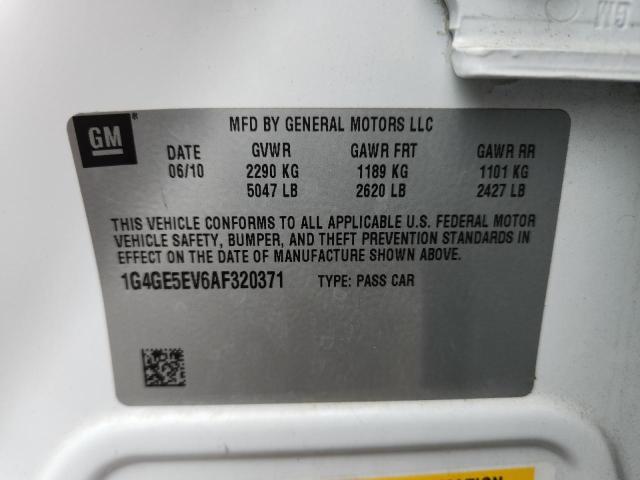 GM
GM
MFD BY GENERAL MOTORS LLC
DATE GVWR GAWR FRT GAWR RR
06/10 2290 KG 1189 KG 1101 KG
5047 LB 2620 LB 2427 LB
THIS VEHICLE CONFORMS TO ALL APPLICABLE U.S. FEDERAL MOTOR
VEHICLE SAFETY, BUMPER, AND THEFT PREVENTION STANDARDS IN
EFFECT ON THE DATE OF MANUFACTURE SHOWN ABOVE.
1G4GE5EV6AF320371 TYPE: PASS CAR